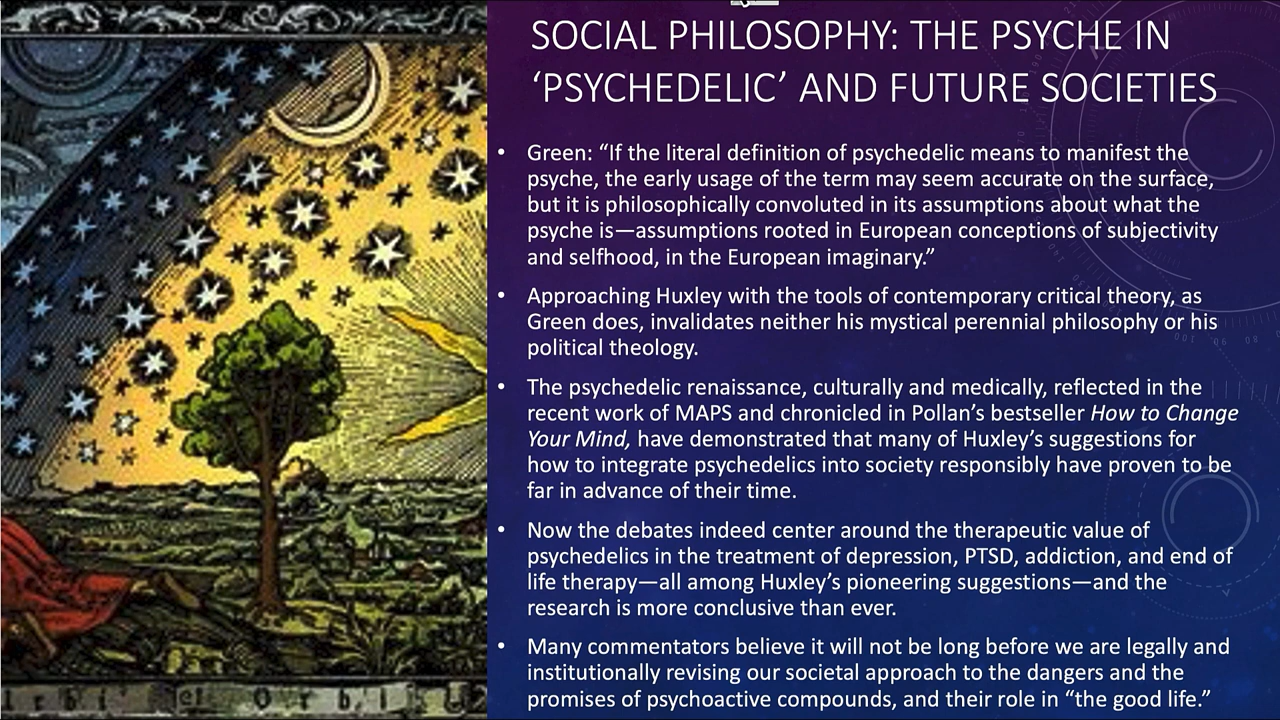 SOCIAL PHILOSOPHY: THE PSYCHE IN
‘PSYCHEDELIC’ AND FUTURE SOCIETIES
• Green: “If the literal definition of psychedelic means to manifest the
psyche, the early usage of the term may seem accurate on the surface,
but it is philosophically convoluted in its assumptions about what the
psyche is—assumptions rooted in European conceptions of subjectivity
and selfhood, in the European imaginary.”
• Approaching Huxley with the tools of contemporary critical theory, as
Green does, invalidates neither his mystical perennial philosophy or his
political theology.
• The psychedelic renaissance, culturally and medically, reflected in the
recent work of MAPS and chronicled in Pollan’s bestseller How to Change
Your Mind, have demonstrated that many of Huxley’s suggestions for
how to integrate psychedelics into society responsibly have proven to be
far in advance of their time.
• Now the debates indeed center around the therapeutic value of
psychedelics in the treatment of depression, PTSD, addiction, and end of
life therapy—all among Huxley’s pioneering suggestions—and the
research is more conclusive than ever.
• Many commentators believe it will not be long before we are legally and
institutionally revising our societal approach to the dangers and the
promises of psychoactive compounds, and their role in “the good life.”